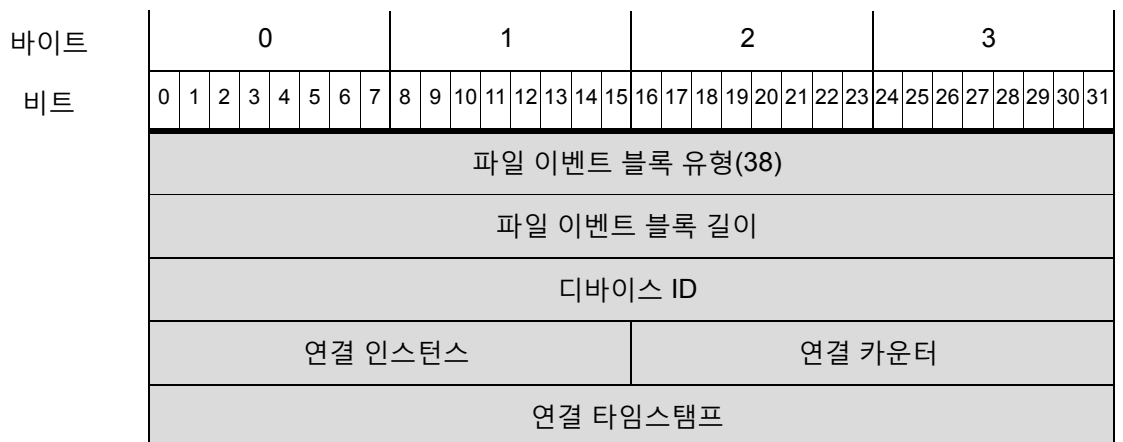 바이트 0 1 2 3
비트 0 1 2 3 4 5 6 7 8 9 10 11 12 13 14 15 16 17 18 19 20 21 22 23 24 25 26 27 28 29 30 31
파일 이벤트 블록 유형(38)
파일 이벤트 블록 길이
디바이스 ID
연결 인스턴스 연결 카운터
연결 타임스탬프